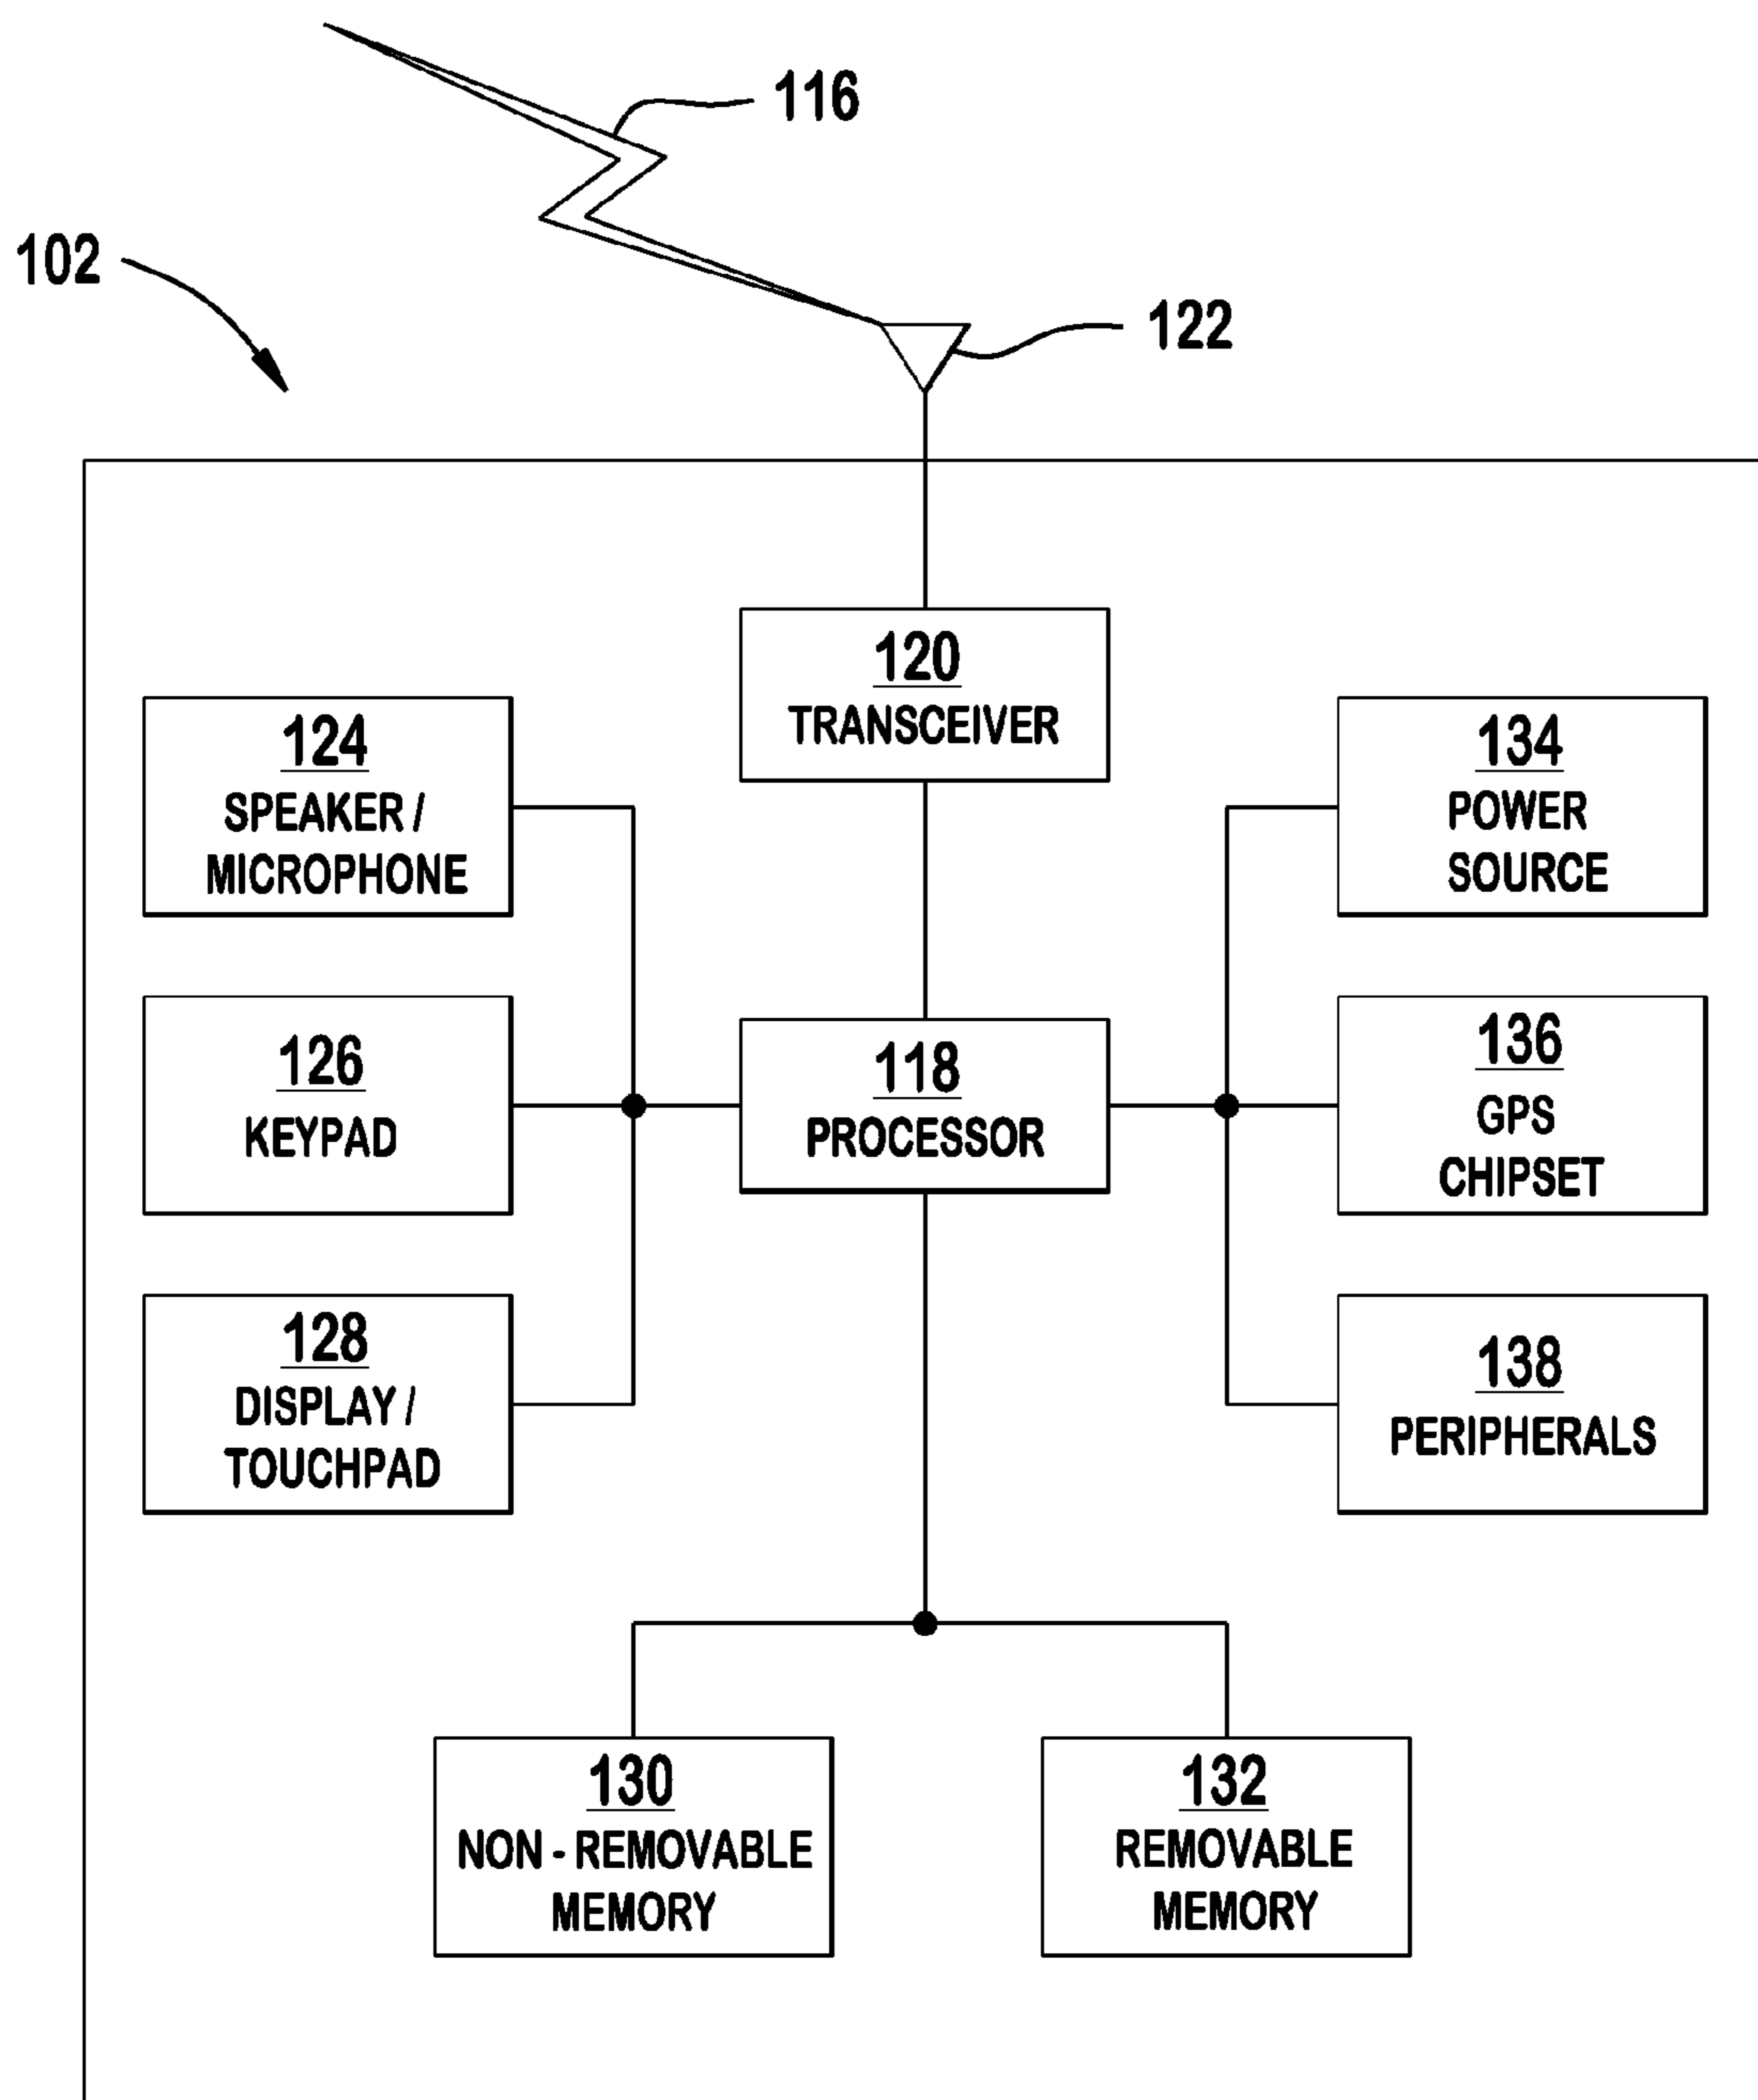 116
102
122
120
TRANSCEIVER
124
SPEAKER /
MICROPHONE
134
POWER
SOURCE
126
KEYPAD
118
PROCESSOR
136
GPS
CHIPSET
128
DISPLAY /
TOUCHPAD
138
PERIPHERALS
130
NON - REMOVABLE
MEMORY
132
REMOVABLE
MEMORY